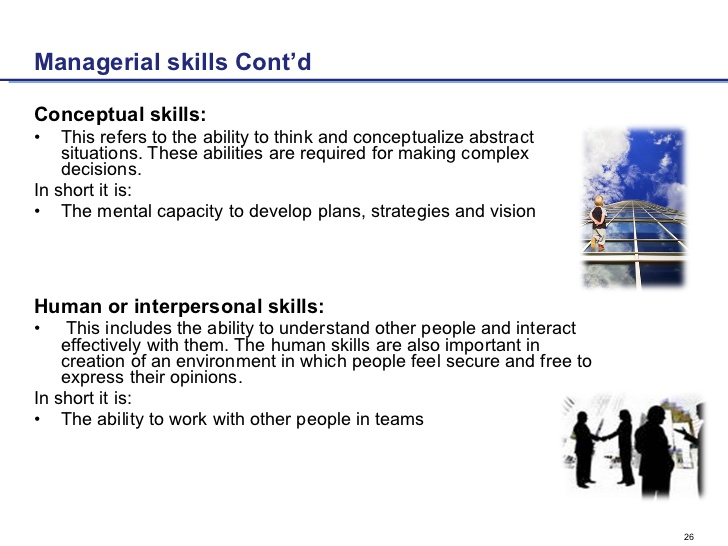 Managerial skills Cont’d
Conceptual skills:
• This refers to the ability to think and conceptualize abstract
situations. These abilities are required for making complex
decisions.
In short it is:
• The mental capacity to develop plans, strategies and vision
Human or interpersonal skills:
• This includes the ability to understand other people and interact
effectively with them. The human skills are also important in
creation of an environment in which people feel secure and free to
express their opinions.
In short it is:
• The ability to work with other people in teams
26